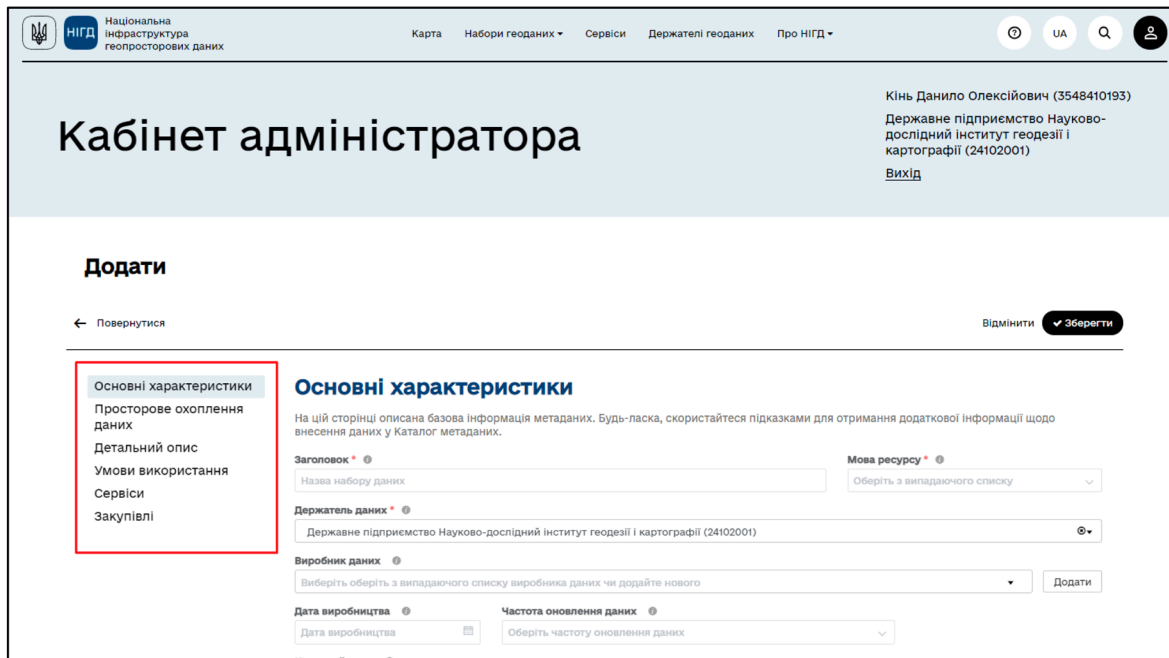 Національна
інфраструктура
геопросторових даних
НІГД
Карта
Набори геоданих
Сервіси
Держателі геоданих
Про НІГД
UA
Кабінет адміністратора
Кінь Данило Олексійович (3548410193)
Державне підприємство Науково-
дослідний інститут геодезії і
картографії (24102001)
Вихід
Додати
Повернутися
Відмінити
Зберегти
Основні характеристики
Просторове охоплення
даних
Детальний опис
Умови використання
Сервіси
Закупівлі
Основні характеристики
На цій сторінці описана базова інформація метаданих. Будь-ласка, скористайтеся підказками для отримання додаткової інформації щодо
внесення даних у Каталог метаданих.
Заголовок *
Мова ресурсу *
Назва набору даних
Оберіть з випадаючого списку
Держатель даних *
Державне підприємство Науково-дослідний інститут геодезії і картографії (24102001)
Виробник даних
Виберіть оберіть з випадаючого списку виробника даних чи додайте нового
Додати
Дата виробництва
Частота оновлення даних
Дата виробництва
Оберіть частоту оновлення даних